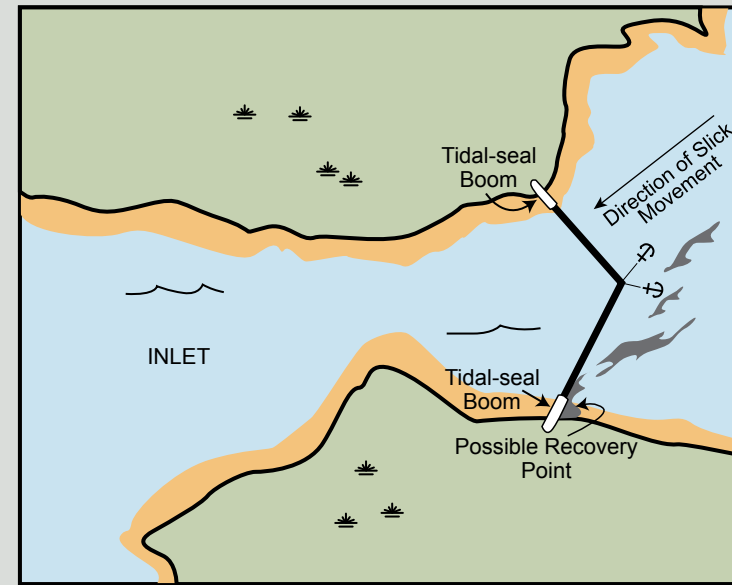 Tidal-seal
Boom
Direction of Slick
Movement
INLET
Tidal-seal
Boom
Possible Recovery
Point